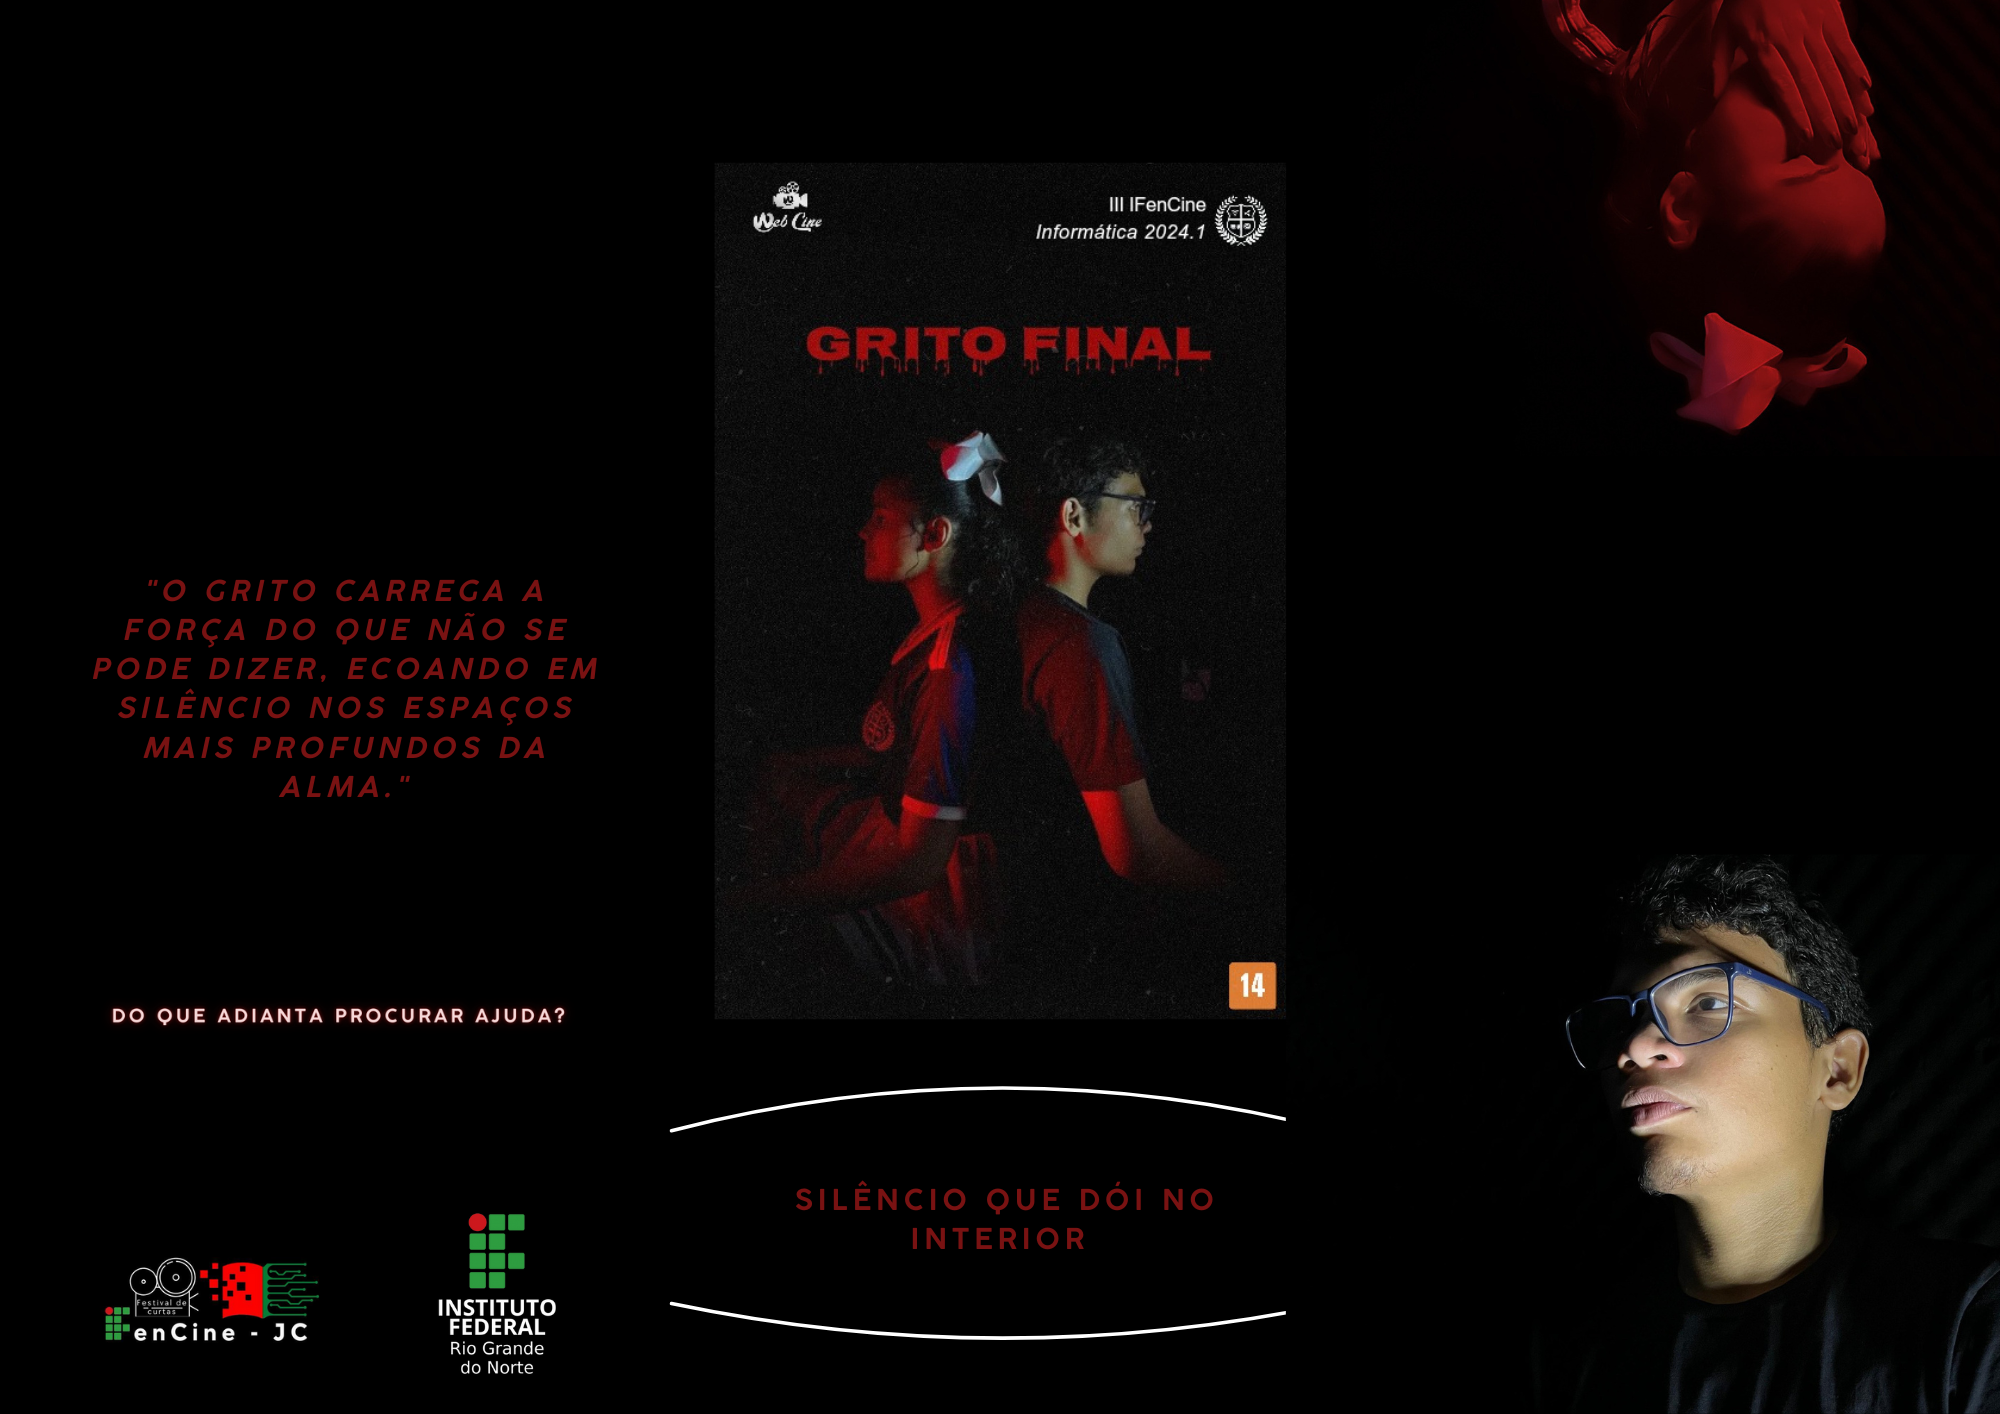 "O GRITO CARREGA A
FORÇA DO QUE NÃO SE
PODE DIZER, ECOANDO EM
SILÊNCIO NOS ESPAÇOS
MAIS PROFUNDOS DA
ALMA."
DO QUE ADIANTA PROCURAR AJUDA?
Festival de
curtas
enCine - JC
INSTITUTO
FEDERAL
Rio Grande
do Norte
Web Cine
III IFenCine
Informática 2024.1
GRITO FINAL
14
SILÊNCIO QUE DÓI NO
INTERIOR